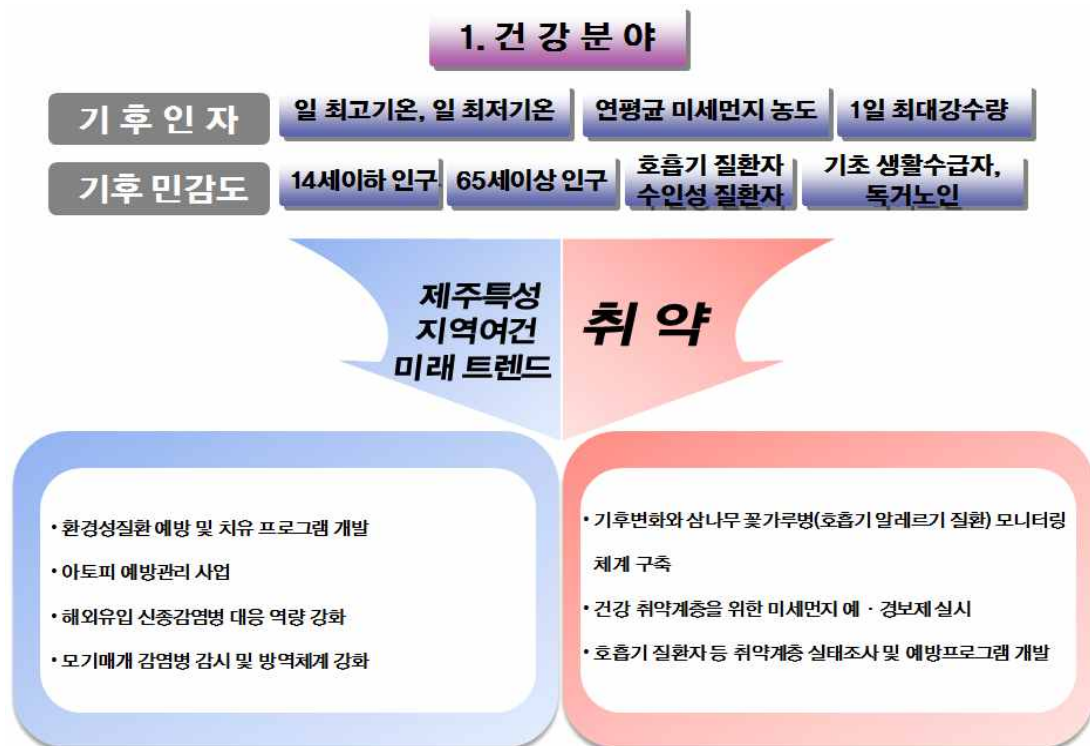 1. 건 강 분 야
기 후 인 자
일 최고기온, 일 최저기온
연평균 미세먼지 농도
1일 최대강수량
기후 민감도
14세이하 인구
65세이상 인구
호흡기 질환자
수인성 질환자
기초 생활수급자,
독거노인
제주특성
지역여건
미래 트렌드
취 약
• 환경성질환 예방 및 치유 프로그램 개발
• 아토피 예방관리 사업
• 해외유입 신종감염병 대응 역량 강화
• 모기매개 감염병 감시 및 방역체계 강화
• 기후변화와 삼나무 꽃가루병(호흡기 알레르기 질환) 모니터링
체계 구축
• 건강 취약계층을 위한 미세먼지 예 · 경보제 실시
• 호흡기 질환자 등 취약계층 실태조사 및 예방프로그램 개발